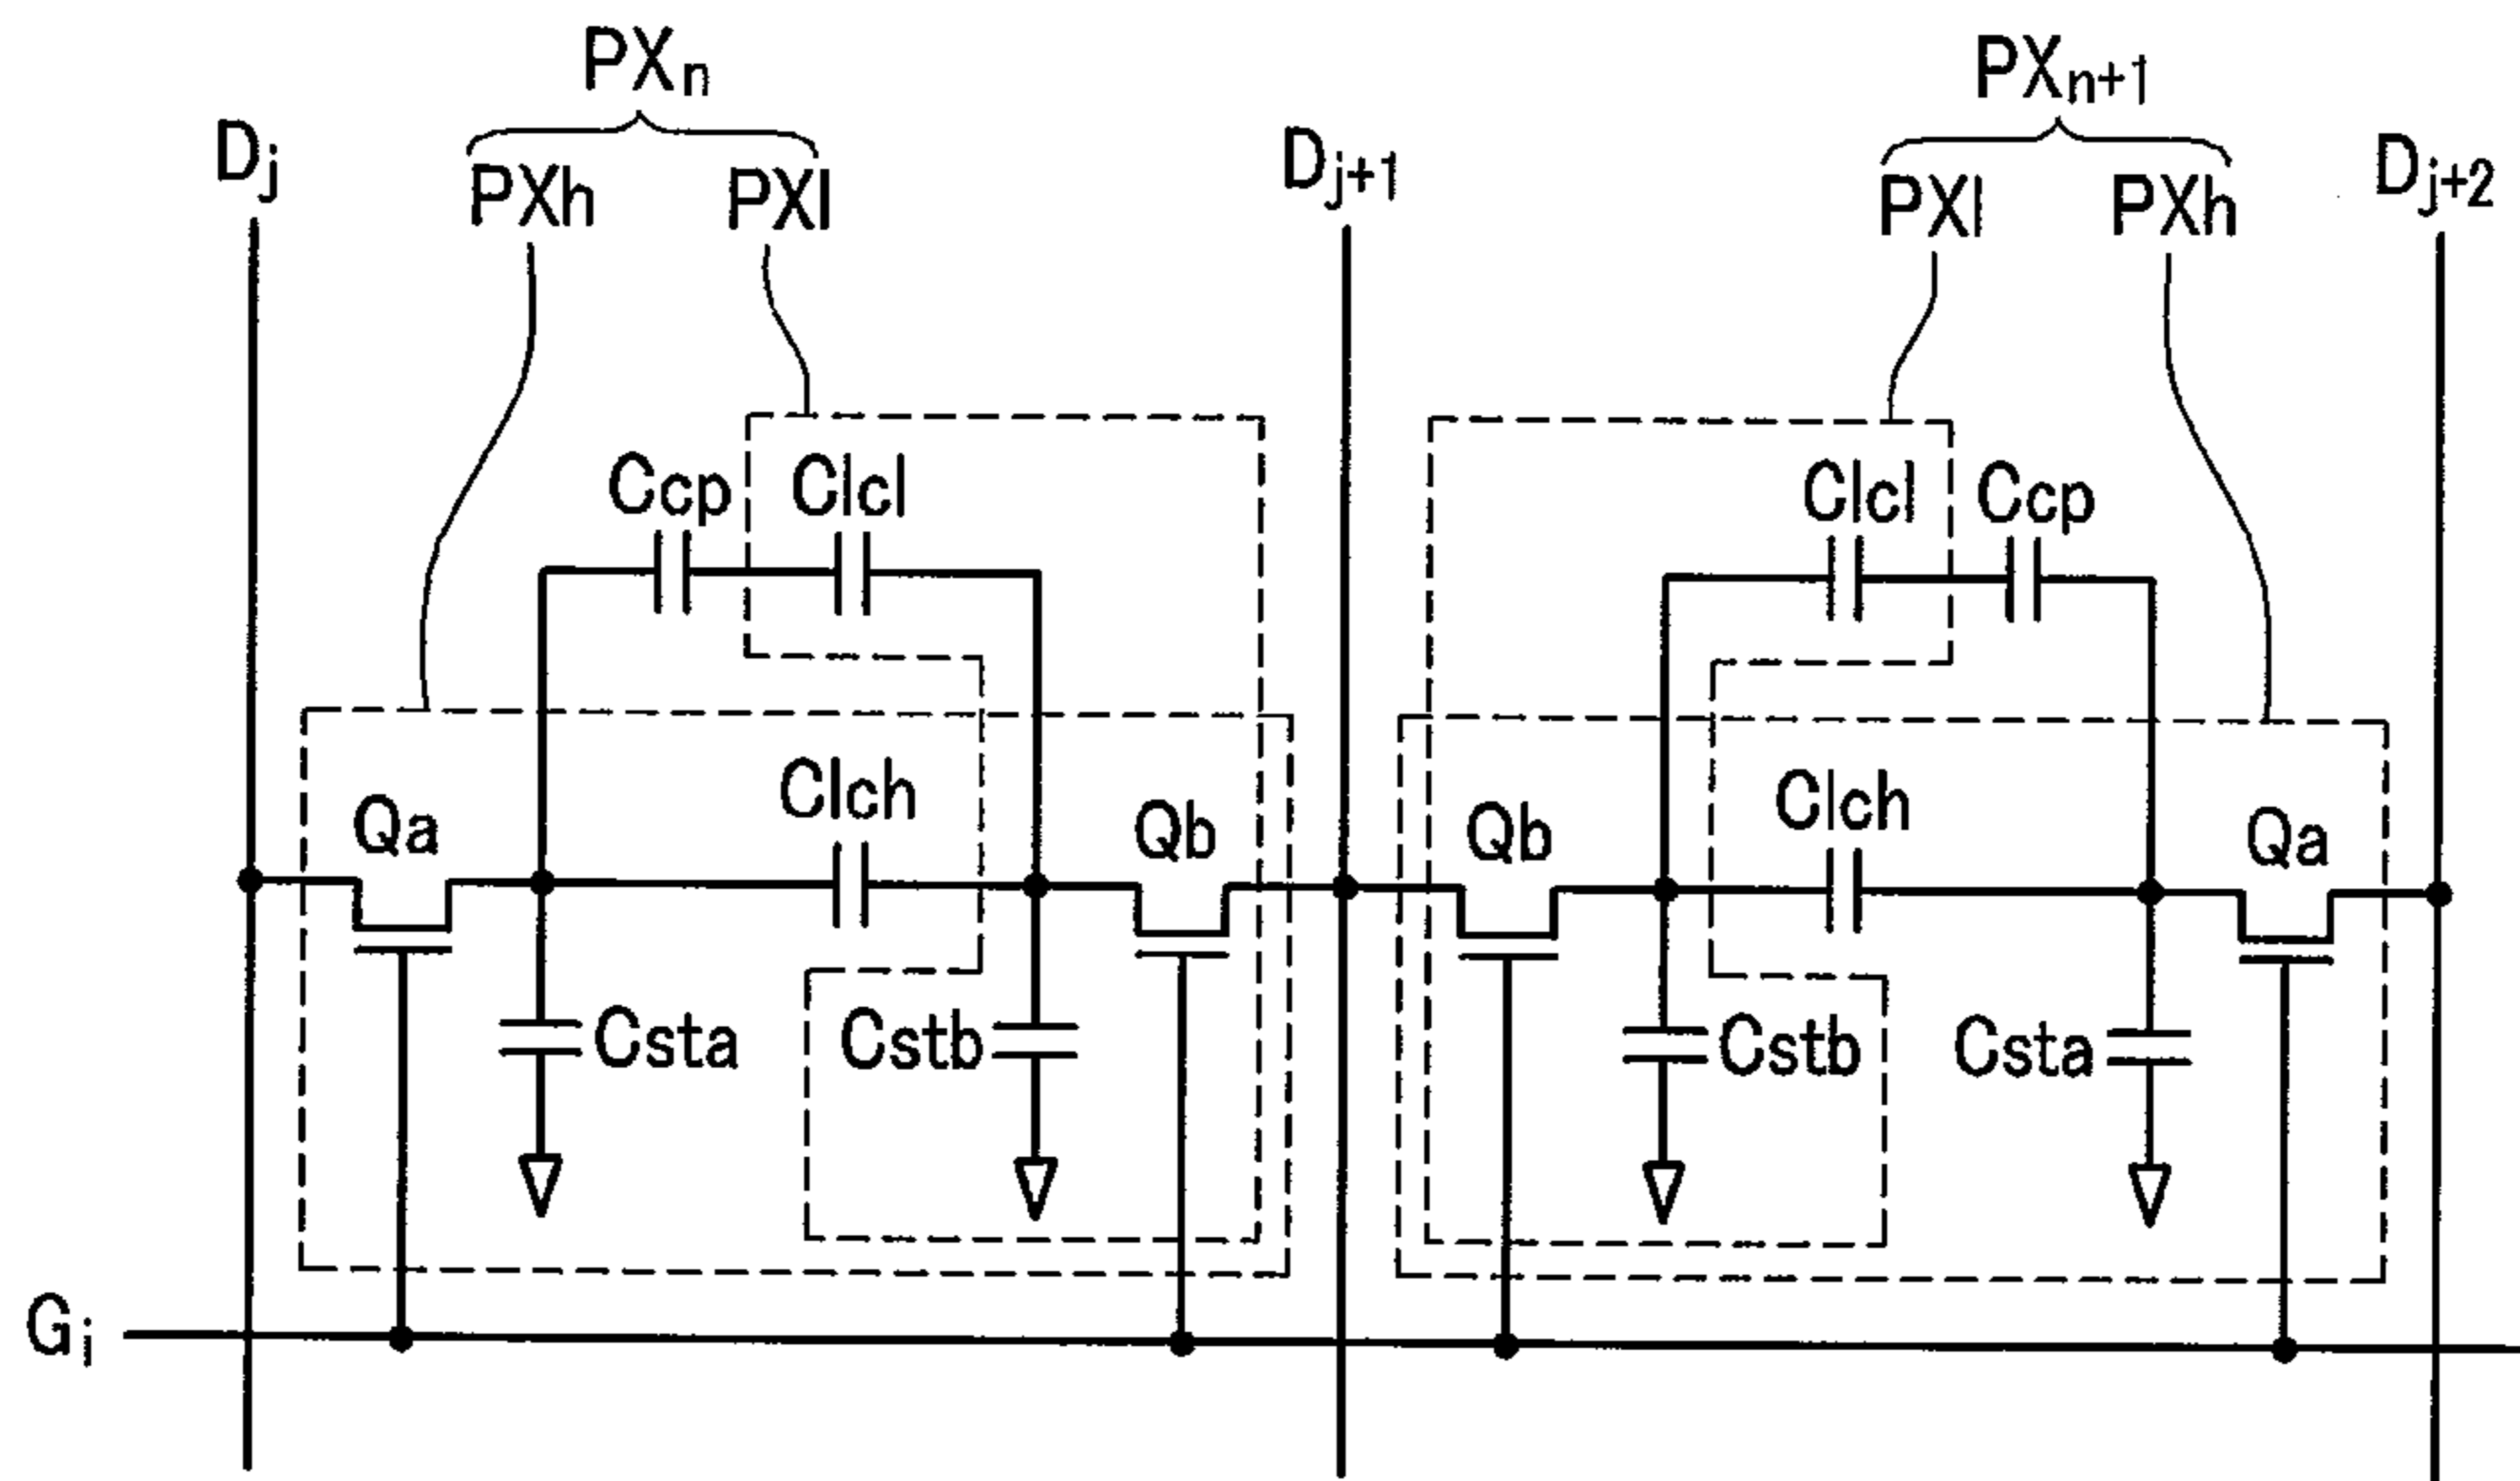 PXn PXn+1
Dj PXh PXl Dj+1 PXl PXh Dj+2
Ccp Clcl Clcl Ccp
Qa Clch Qb Qb Clch Qa
Csta Cstb Cstb Csta
Gi